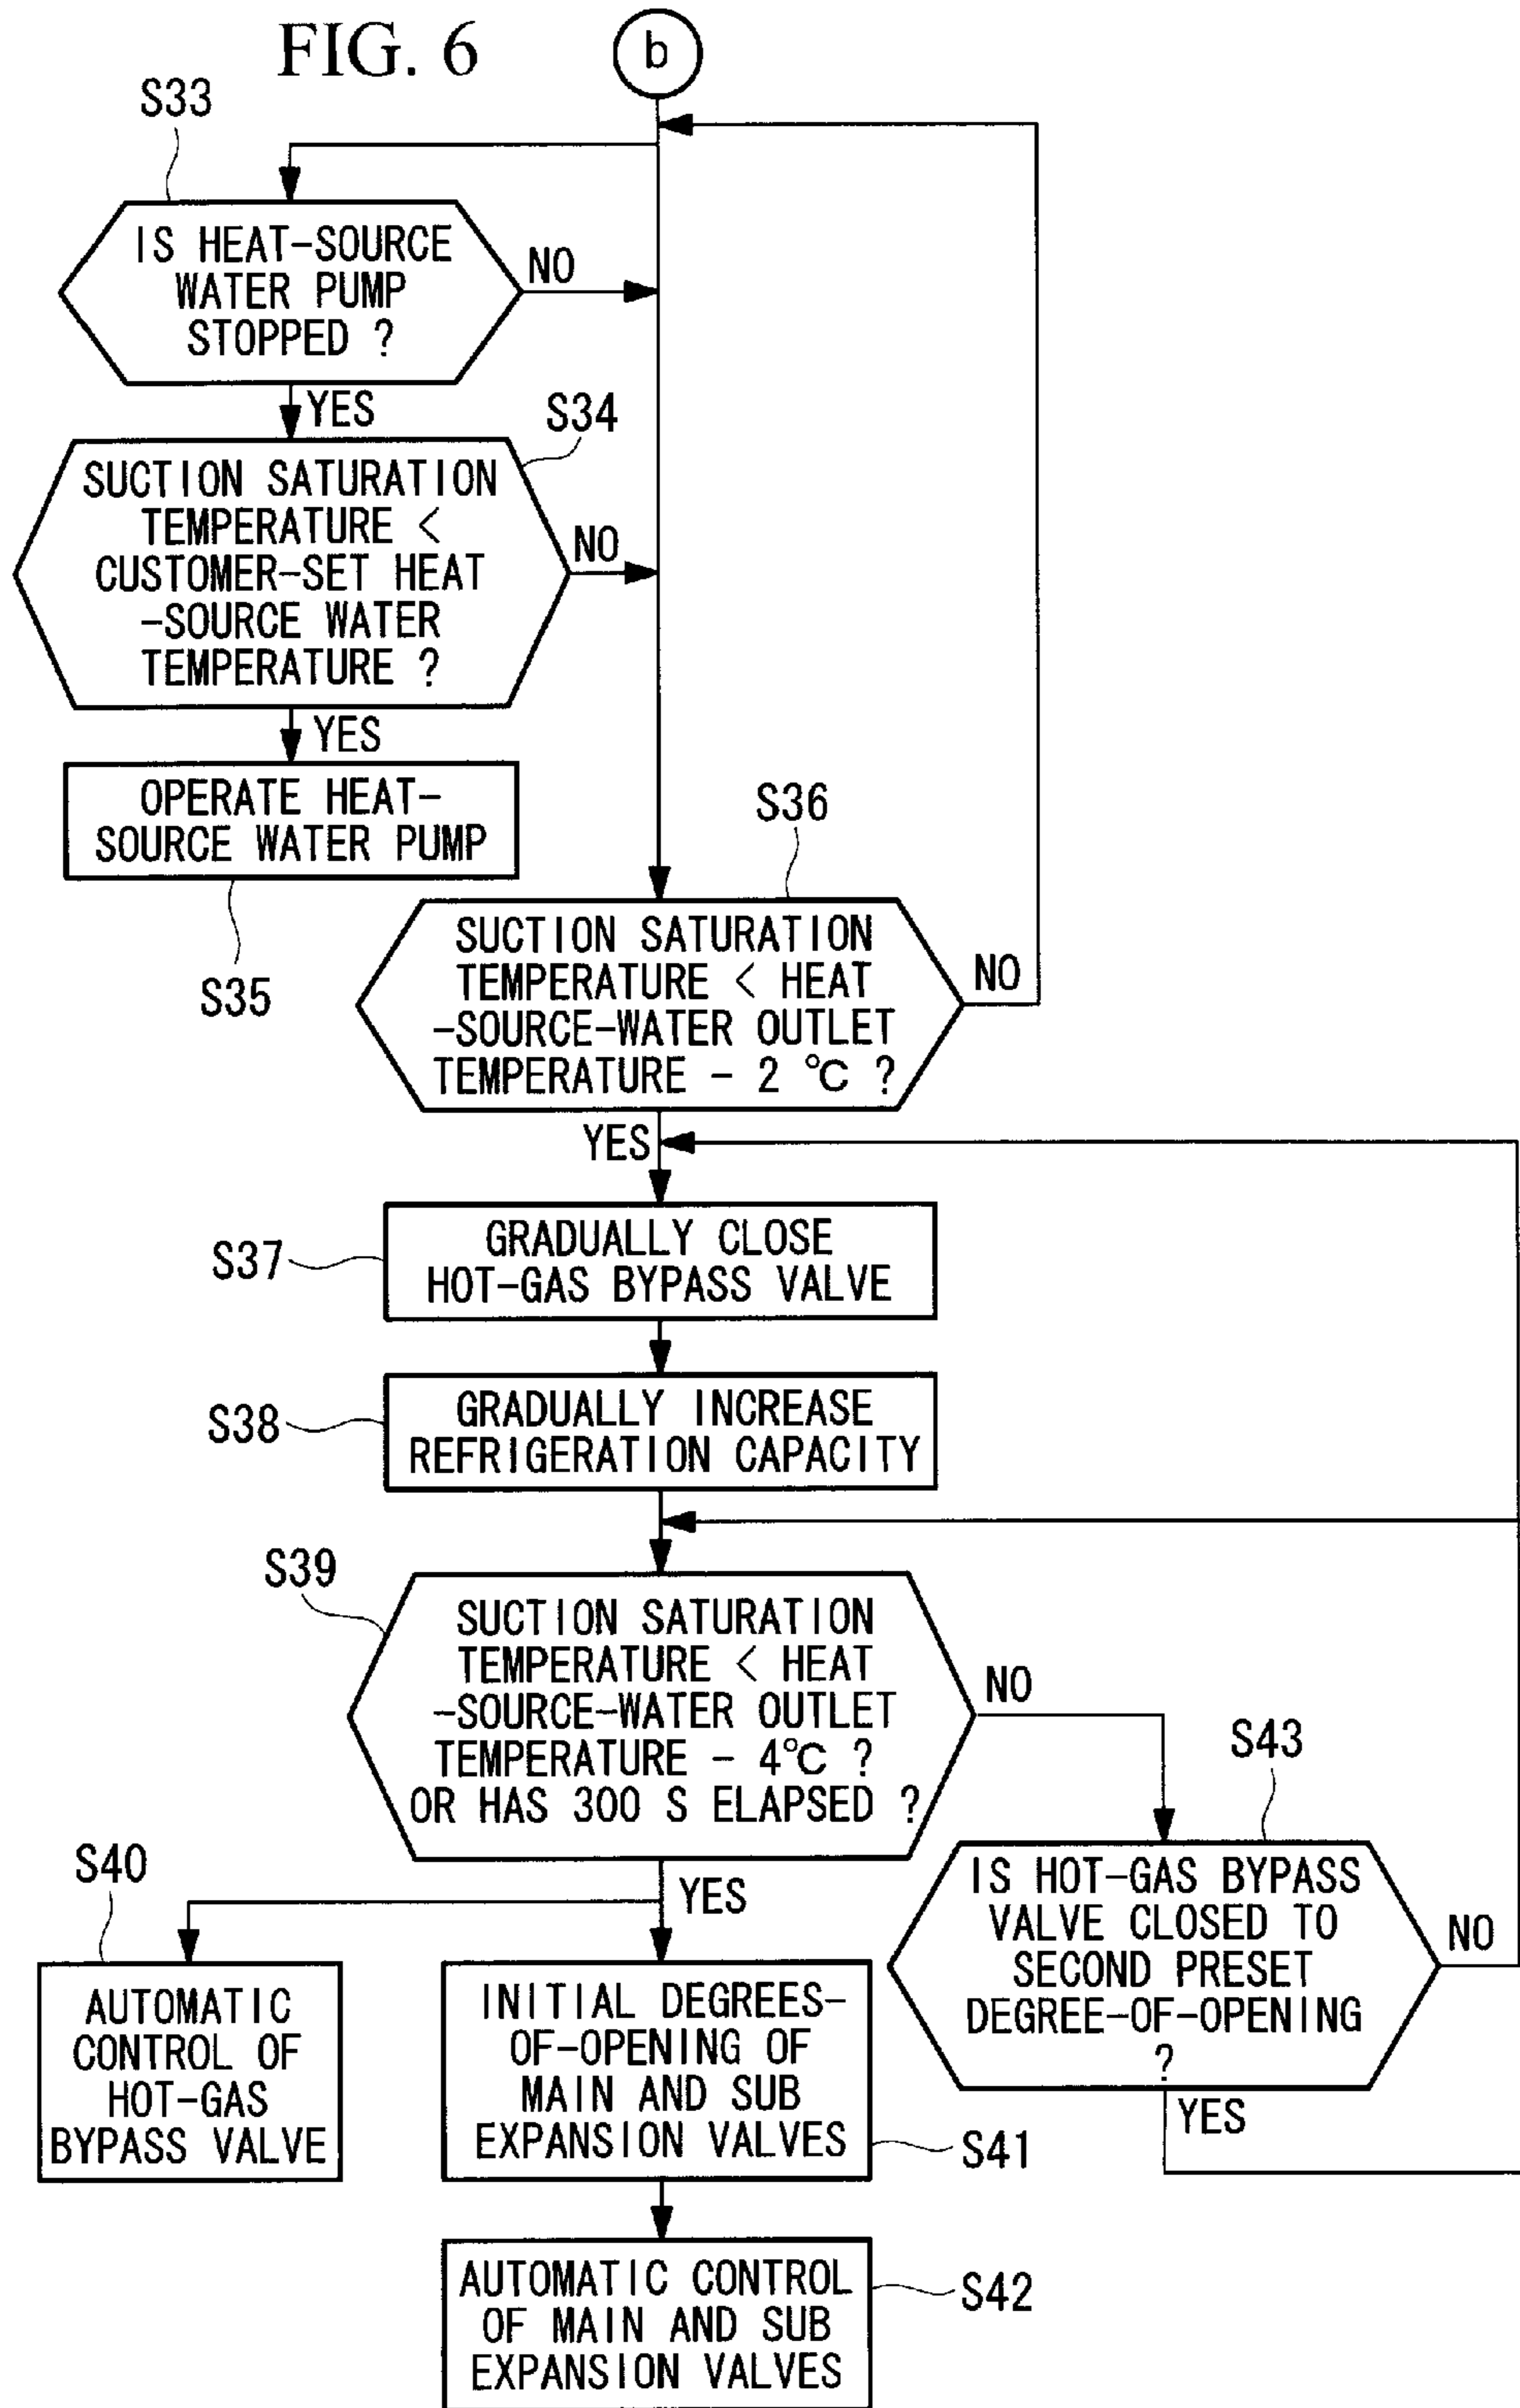 FIG. 6
b
S33
IS HEAT-SOURCE
WATER PUMP
STOPPED ?
NO
YES
S34
SUCTION SATURATION
TEMPERATURE <
CUSTOMER-SET HEAT
-SOURCE WATER
TEMPERATURE ?
NO
YES
OPERATE HEAT-
SOURCE WATER PUMP
S35
S36
SUCTION SATURATION
TEMPERATURE < HEAT
-SOURCE-WATER OUTLET
TEMPERATURE - 2 ℃ ?
NO
YES
S37
GRADUALLY CLOSE
HOT-GAS BYPASS VALVE
S38
GRADUALLY INCREASE
REFRIGERATION CAPACITY
S39
SUCTION SATURATION
TEMPERATURE < HEAT
-SOURCE-WATER OUTLET
TEMPERATURE - 4℃ ?
OR HAS 300 S ELAPSED ?
NO
YES
S43
IS HOT-GAS BYPASS
VALVE CLOSED TO
SECOND PRESET
DEGREE-OF-OPENING
?
NO
YES
S40
AUTOMATIC
CONTROL OF
HOT-GAS
BYPASS VALVE
INITIAL DEGREES-
OF-OPENING OF
MAIN AND SUB
EXPANSION VALVES
S41
AUTOMATIC CONTROL
OF MAIN AND SUB
EXPANSION VALVES
S42